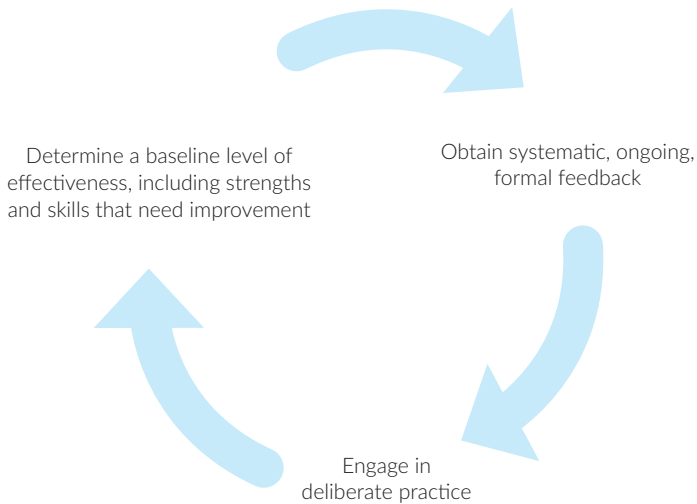 Determine a baseline level of
effectiveness, including strengths
and skills that need improvement
Obtain systematic, ongoing,
formal feedback
Engage in
deliberate practice